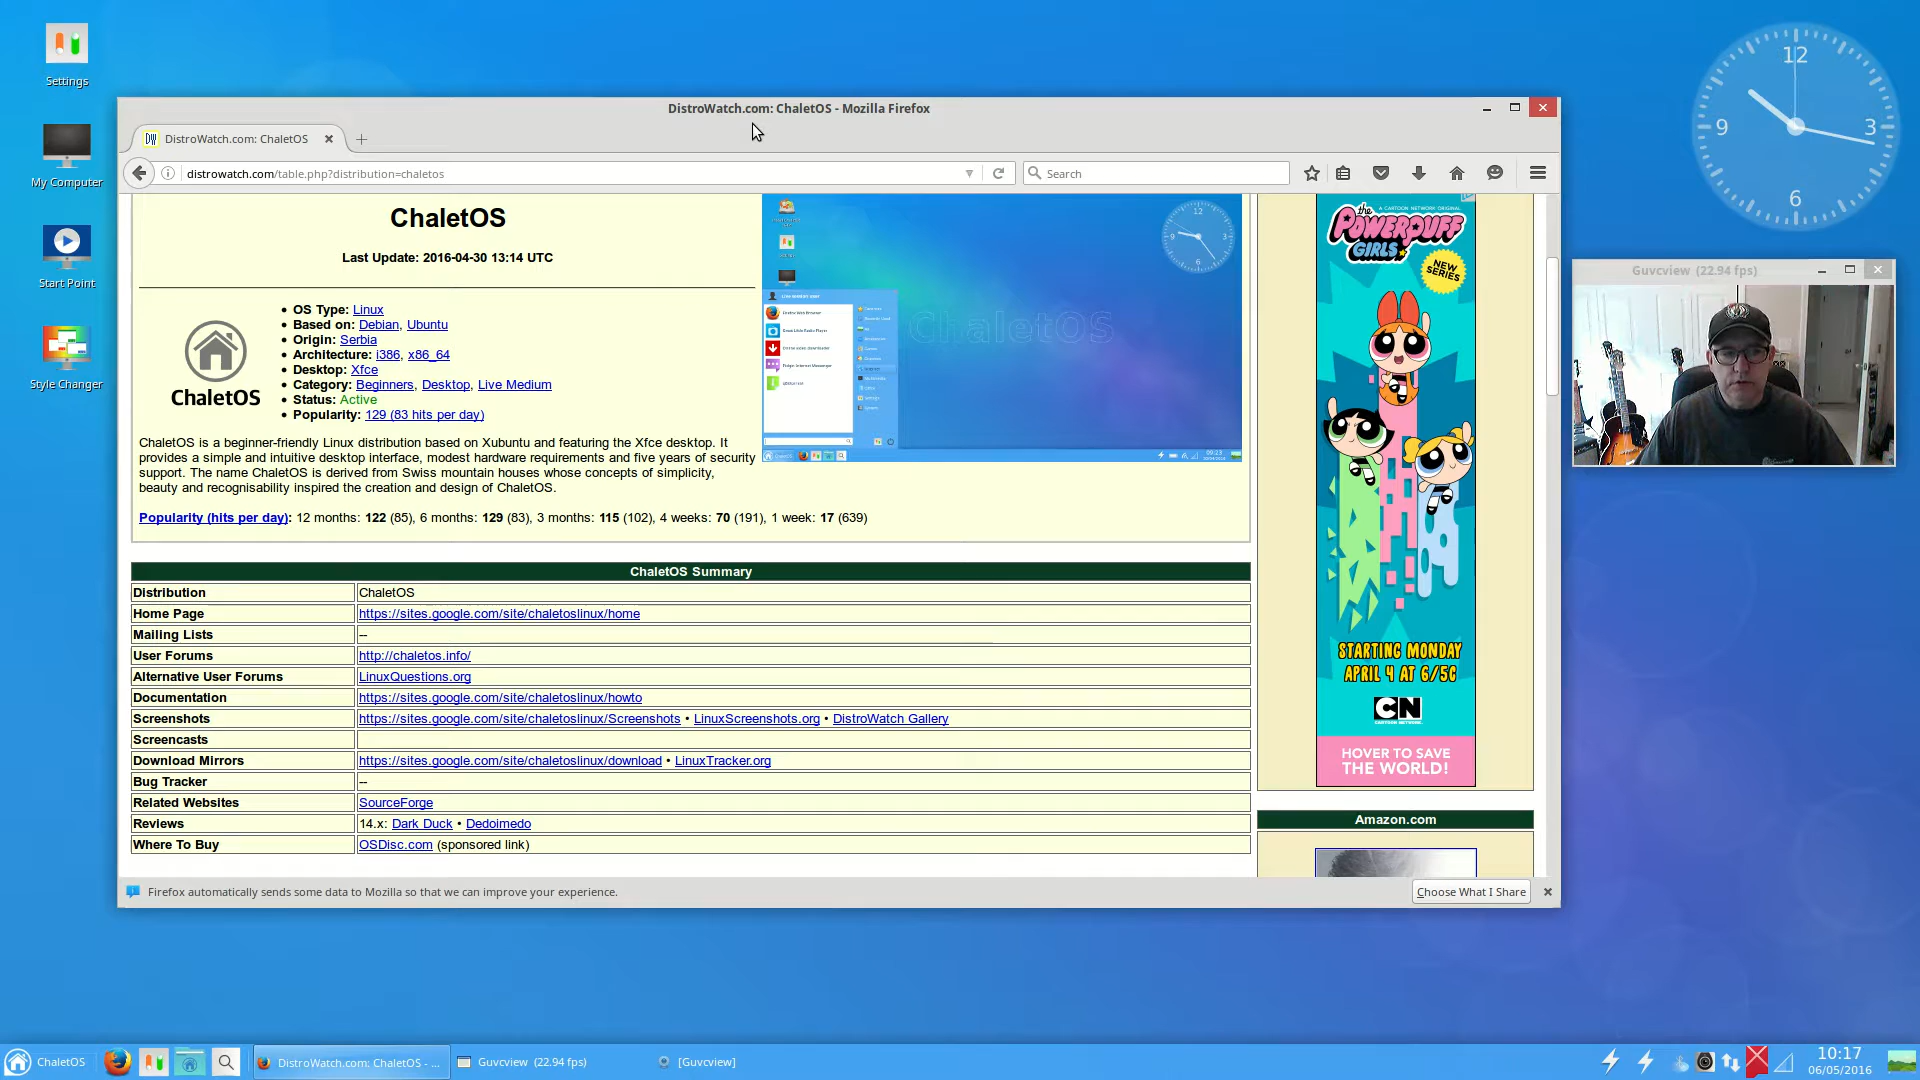 Settings
My Computer
Start Point
Style Changer
DistroWatch.com: ChaletOS - Mozilla Firefox
DistroWatch.com: ChaletOS
distrowatch.com/table.php?distribution=chaletos
Search
ChaletOS
Last Update: 2016-04-30 13:14 UTC
ChaletOS
OS Type: Linux
Based on: Debian, Ubuntu
Origin: Serbia
Architecture: i386, x86_64
Desktop: Xfce
Category: Beginners, Desktop, Live Medium
Status: Active
Popularity: 129 (83 hits per day)
ChaletOS is a beginner-friendly Linux distribution based on Xubuntu and featuring the Xfce desktop. It
provides a simple and intuitive desktop interface, modest hardware requirements and five years of security
support. The name ChaletOS is derived from Swiss mountain houses whose concepts of simplicity,
beauty and recognisability inspired the creation and design of ChaletOS.
Popularity (hits per day): 12 months: 122 (85), 6 months: 129 (83), 3 months: 115 (102), 4 weeks: 70 (191), 1 week: 17 (639)
ChaletOS
12
3
6
9
ChaletOS Summary
Distribution ChaletOS
Home Page https://sites.google.com/site/chaletoslinux/home
Mailing Lists --
User Forums http://chaletos.info/
Alternative User Forums LinuxQuestions.org
Documentation https://sites.google.com/site/chaletoslinux/howto
Screenshots https://sites.google.com/site/chaletoslinux/Screenshots • LinuxScreenshots.org • DistroWatch Gallery
Screencasts
Download Mirrors https://sites.google.com/site/chaletoslinux/download • LinuxTracker.org
Bug Tracker --
Related Websites SourceForge
Reviews 14.x: Dark Duck • Dedoimedo
Where To Buy OSDisc.com (sponsored link)
A CARTOON NETWORK ORIGINAL
the
POWERPUFF
GIRLS
NEW
SERIES
STARTING MONDAY
APRIL 4 AT 6/5C
CN
CARTOON NETWORK
HOVER TO SAVE
THE WORLD!
Amazon.com
Firefox automatically sends some data to Mozilla so that we can improve your experience.
Choose What I Share
12
3
6
9
Guvcview (22.94 fps)
ChaletOS
DistroWatch.com: ChaletOS - ...
Guvcview (22.94 fps)
[Guvcview]
10:17
06/05/2016